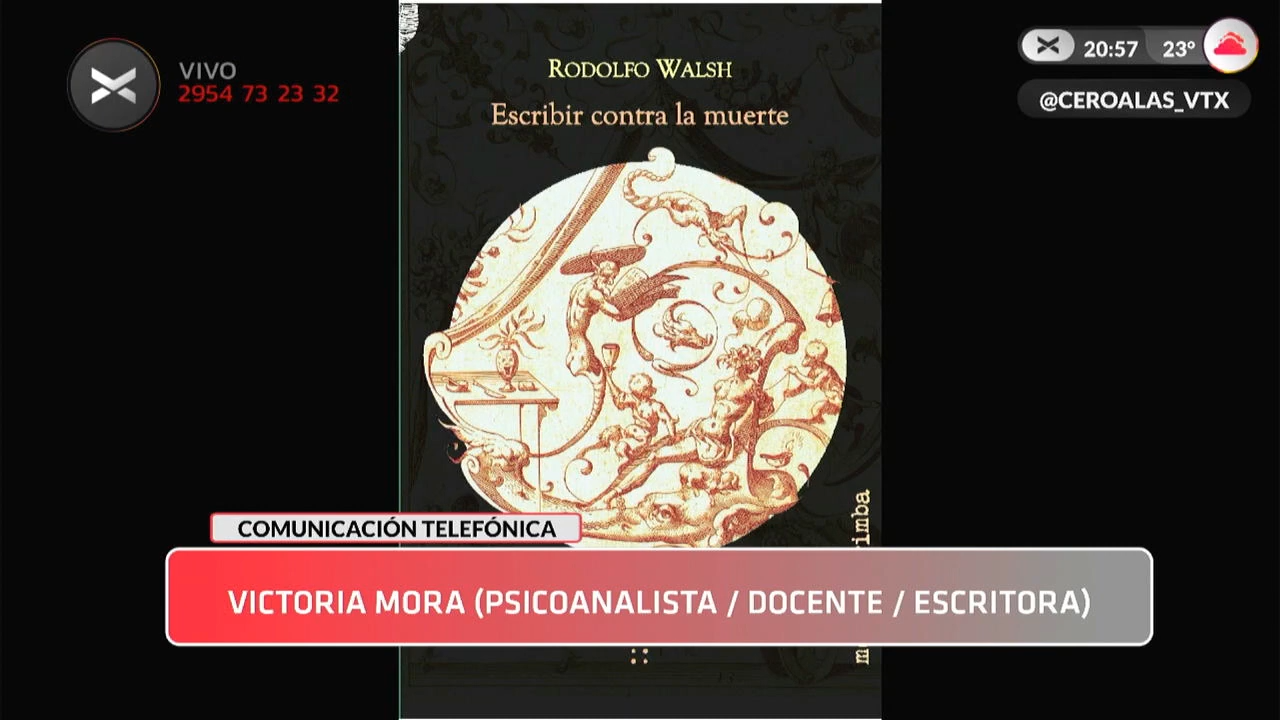 VIVO
2954 73 23 32
20:57 23°
@CEROALAS_VTX
RODOLFO WALSH
Escribir contra la muerte
COMUNICACIÓN TELEFÓNICA
VICTORIA MORA (PSICOANALISTA / DOCENTE / ESCRITORA)